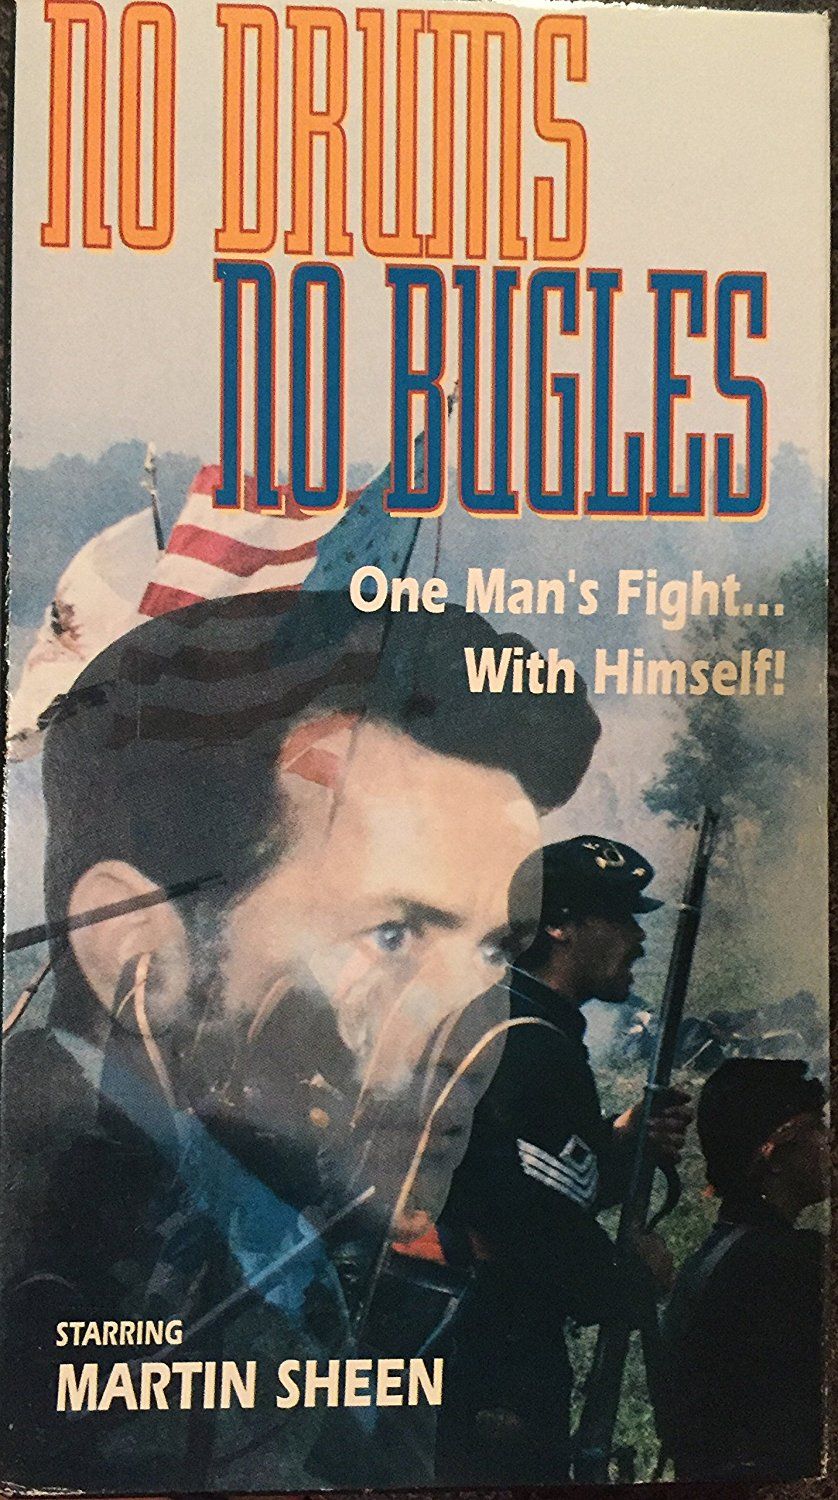 NO DRUMS
NO BUGLES
One Man's Fight...
With Himself!
STARRING
MARTIN SHEEN